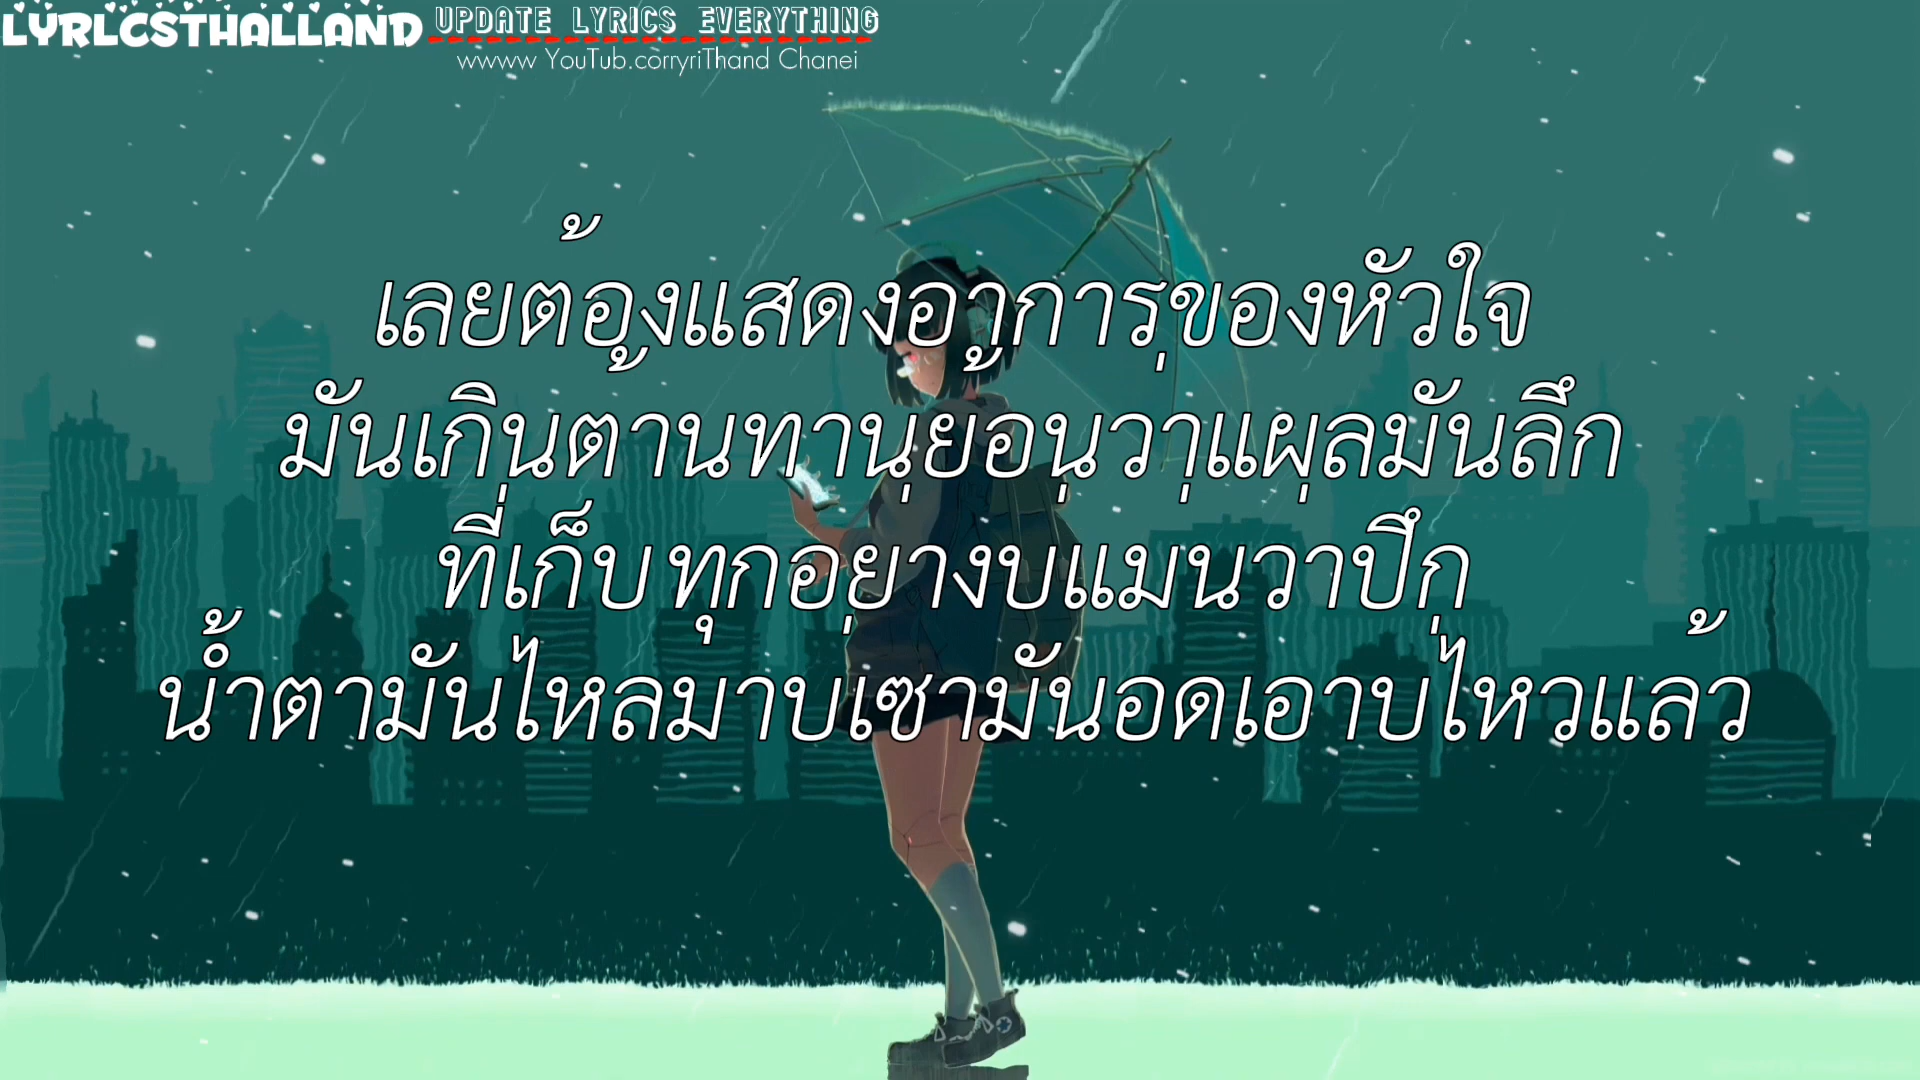 LYRLCSTHALLAND
UPDATE LYRICS EVERYTHING
wwww YouTub.corryriThand Chanei
เลยต้องแสดงอาการของหัวใจ
มันเกินต้านทานย้อนว่าแผลมันลึก
ที่เก็บทุกอย่างบ่แม่นว่าปึก
น้ำตามันไหลมาบ่เซามันอดเอาบ่ไหวแล้ว